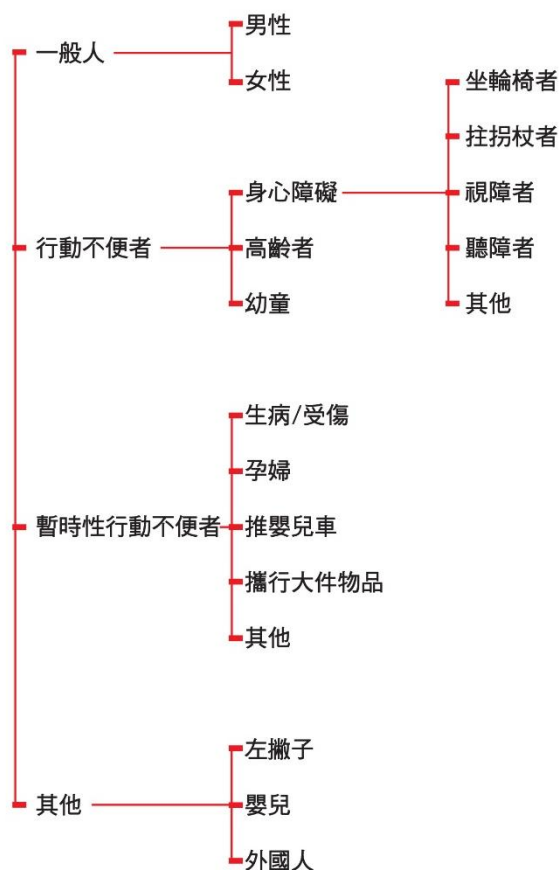 一般人
男性
女性
行動不便者
身心障礙
坐輪椅者
拄拐杖者
視障者
聽障者
其他
高齡者
幼童
暫時性行動不便者
生病/受傷
孕婦
推嬰兒車
攜行大件物品
其他
其他
左撇子
嬰兒
外國人